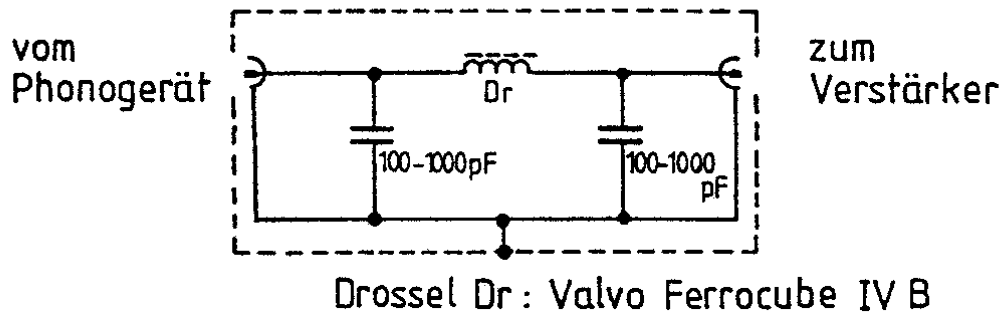 vom
Phonogerät
zum
Verstärker
Dr
100-1000pF
100-1000
pF
Drossel Dr: Valvo Ferrocube IV B